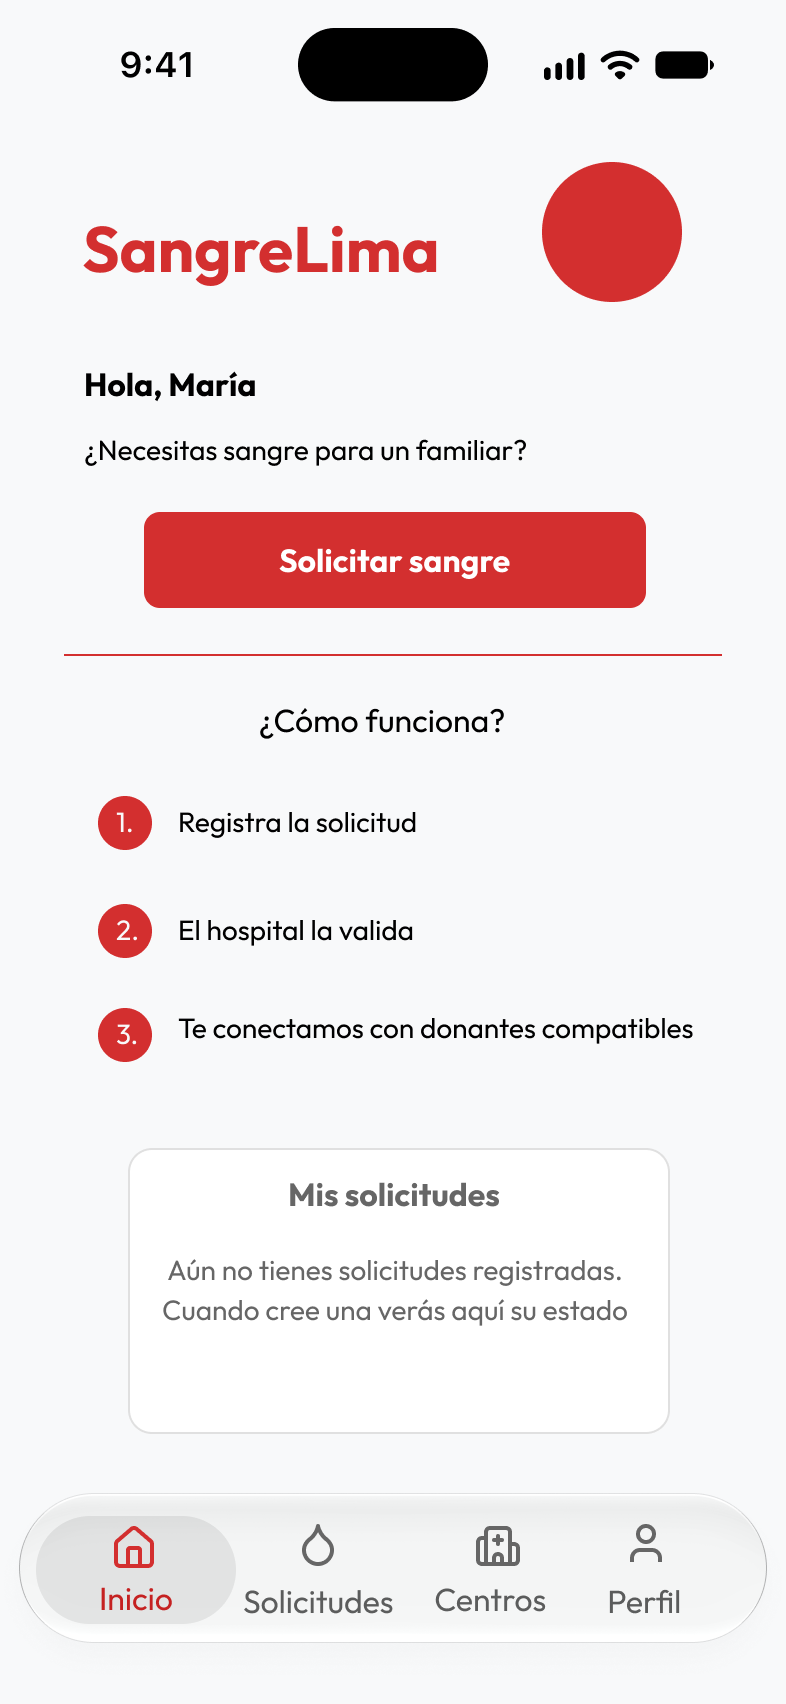 9:41
SangreLima
Hola, María
¿Necesitas sangre para un familiar?
Solicitar sangre
¿Cómo funciona?
1. Registra la solicitud
2. El hospital la valida
3. Te conectamos con donantes compatibles
Mis solicitudes
Aún no tienes solicitudes registradas.
Cuando cree una verás aquí su estado
Inicio Solicitudes Centros Perfil